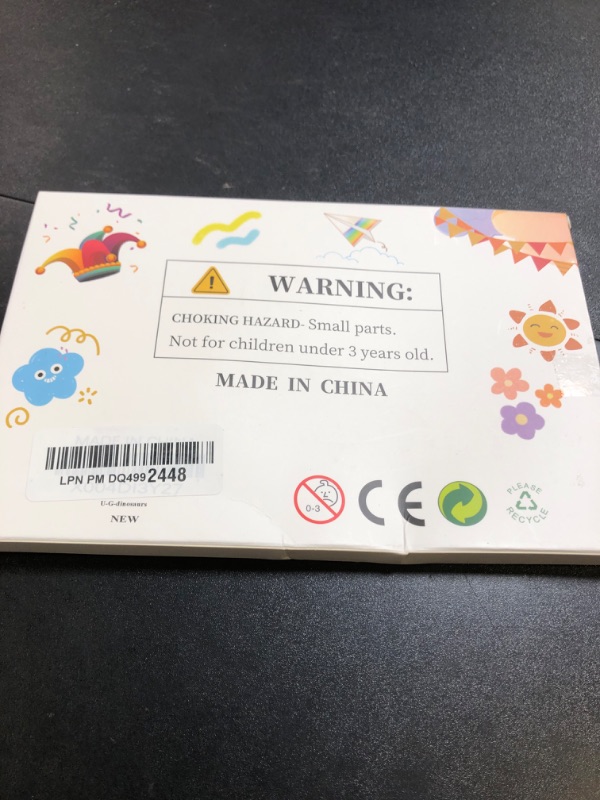 WARNING:
CHOKING HAZARD- Small parts.
Not for children under 3 years old.
MADE IN CHINA
LPN PM DQ4992448
U-G-dinosaurs
NEW
0-3
CE
PLEASE
RECYCLE